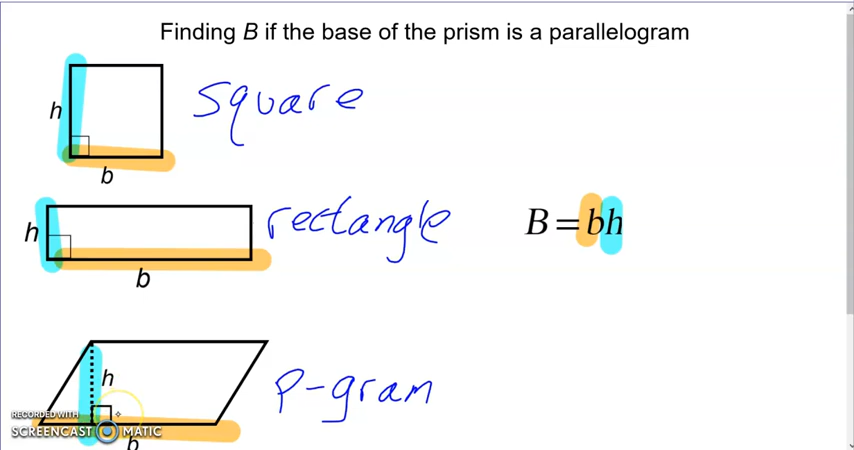 Finding B if the base of the prism is a parallelogram
h
square
b
h
rectangle
B = bh
b
h
p-gram
RECORDED WITH
SCREENCAST MATIC
b